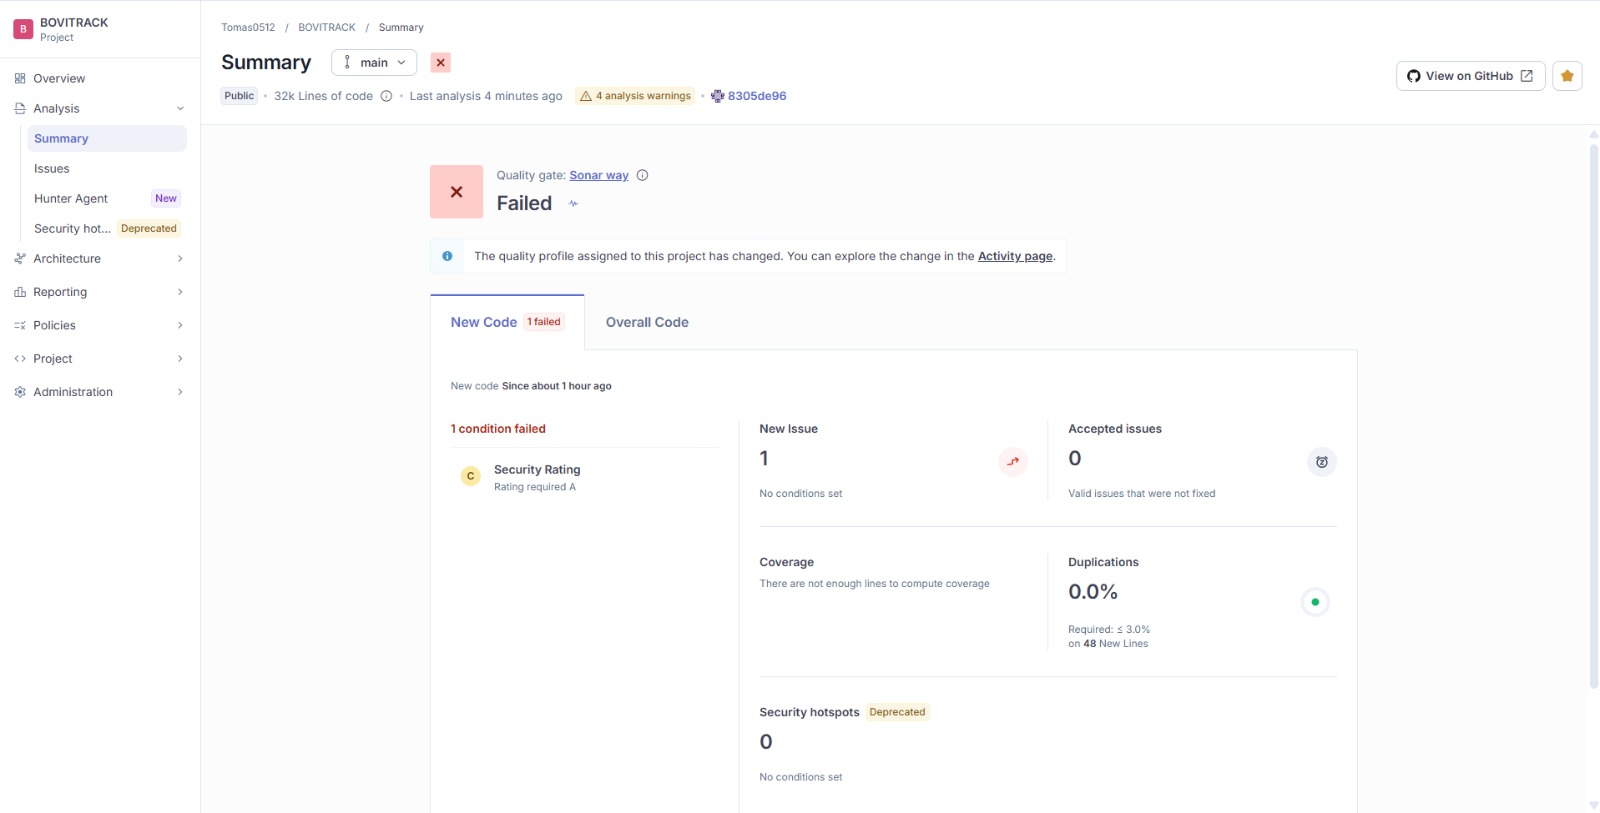 B
BOVITRACK
Project
Overview
Analysis
Summary
Issues
Hunter Agent New
Security hot... Deprecated
Architecture
Reporting
Policies
Project
Administration
Tomas0512 / BOVITRACK / Summary
Summary main
Public • 32k Lines of code • Last analysis 4 minutes ago 4 analysis warnings • 8305de96
View on GitHub
Quality gate: Sonar way
Failed
The quality profile assigned to this project has changed. You can explore the change in the Activity page.
New Code 1 failed Overall Code
New code Since about 1 hour ago
1 condition failed
C
Security Rating
Rating required A
New Issue
1
No conditions set
Accepted issues
0
Valid issues that were not fixed
Coverage
There are not enough lines to compute coverage
Duplications
0.0%
Required: ≤ 3.0%
on 48 New Lines
Security hotspots Deprecated
0
No conditions set